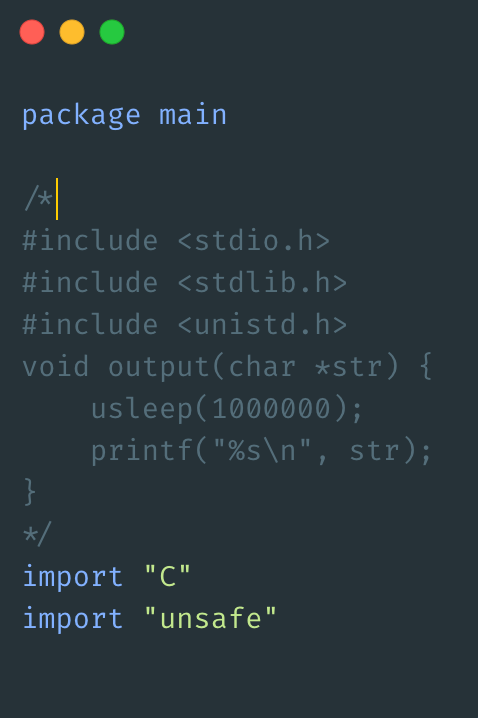 package main
/*
#include <stdio.h>
#include <stdlib.h>
#include <unistd.h>
void output(char *str) {
    usleep(1000000);
    printf("%s\n", str);
}
*/
import "C"
import "unsafe"